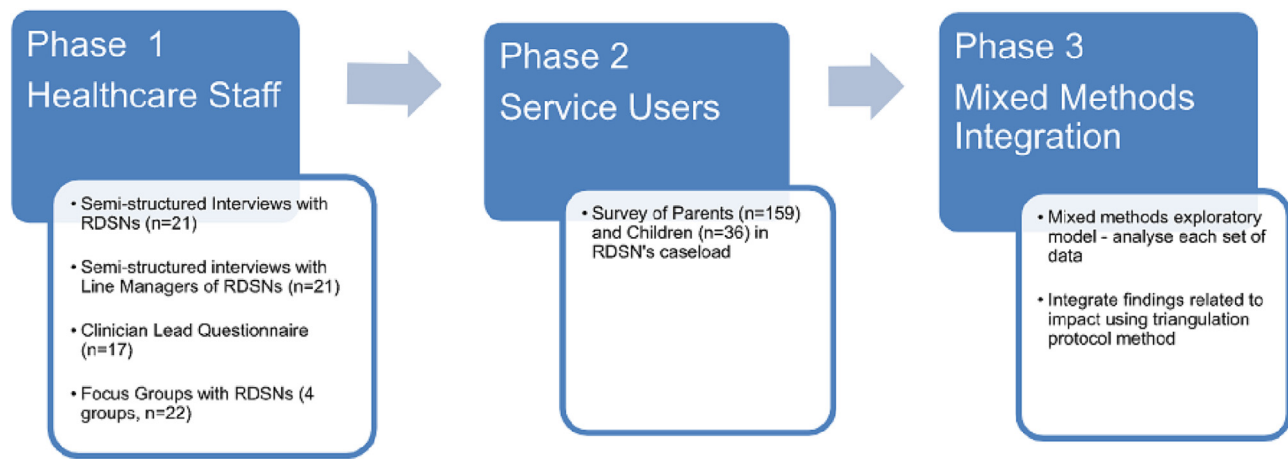 Phase 1
Healthcare Staff
• Semi-structured Interviews with
RDSNs (n=21)
• Semi-structured interviews with
Line Managers of RDSNs (n=21)
• Clinician Lead Questionnaire
(n=17)
• Focus Groups with RDSNs (4
groups, n=22)
Phase 2
Service Users
• Survey of Parents (n=159)
and Children (n=36) in
RDSN's caseload
Phase 3
Mixed Methods
Integration
• Mixed methods exploratory
model - analyse each set of
data
• Integrate findings related to
impact using triangulation
protocol method